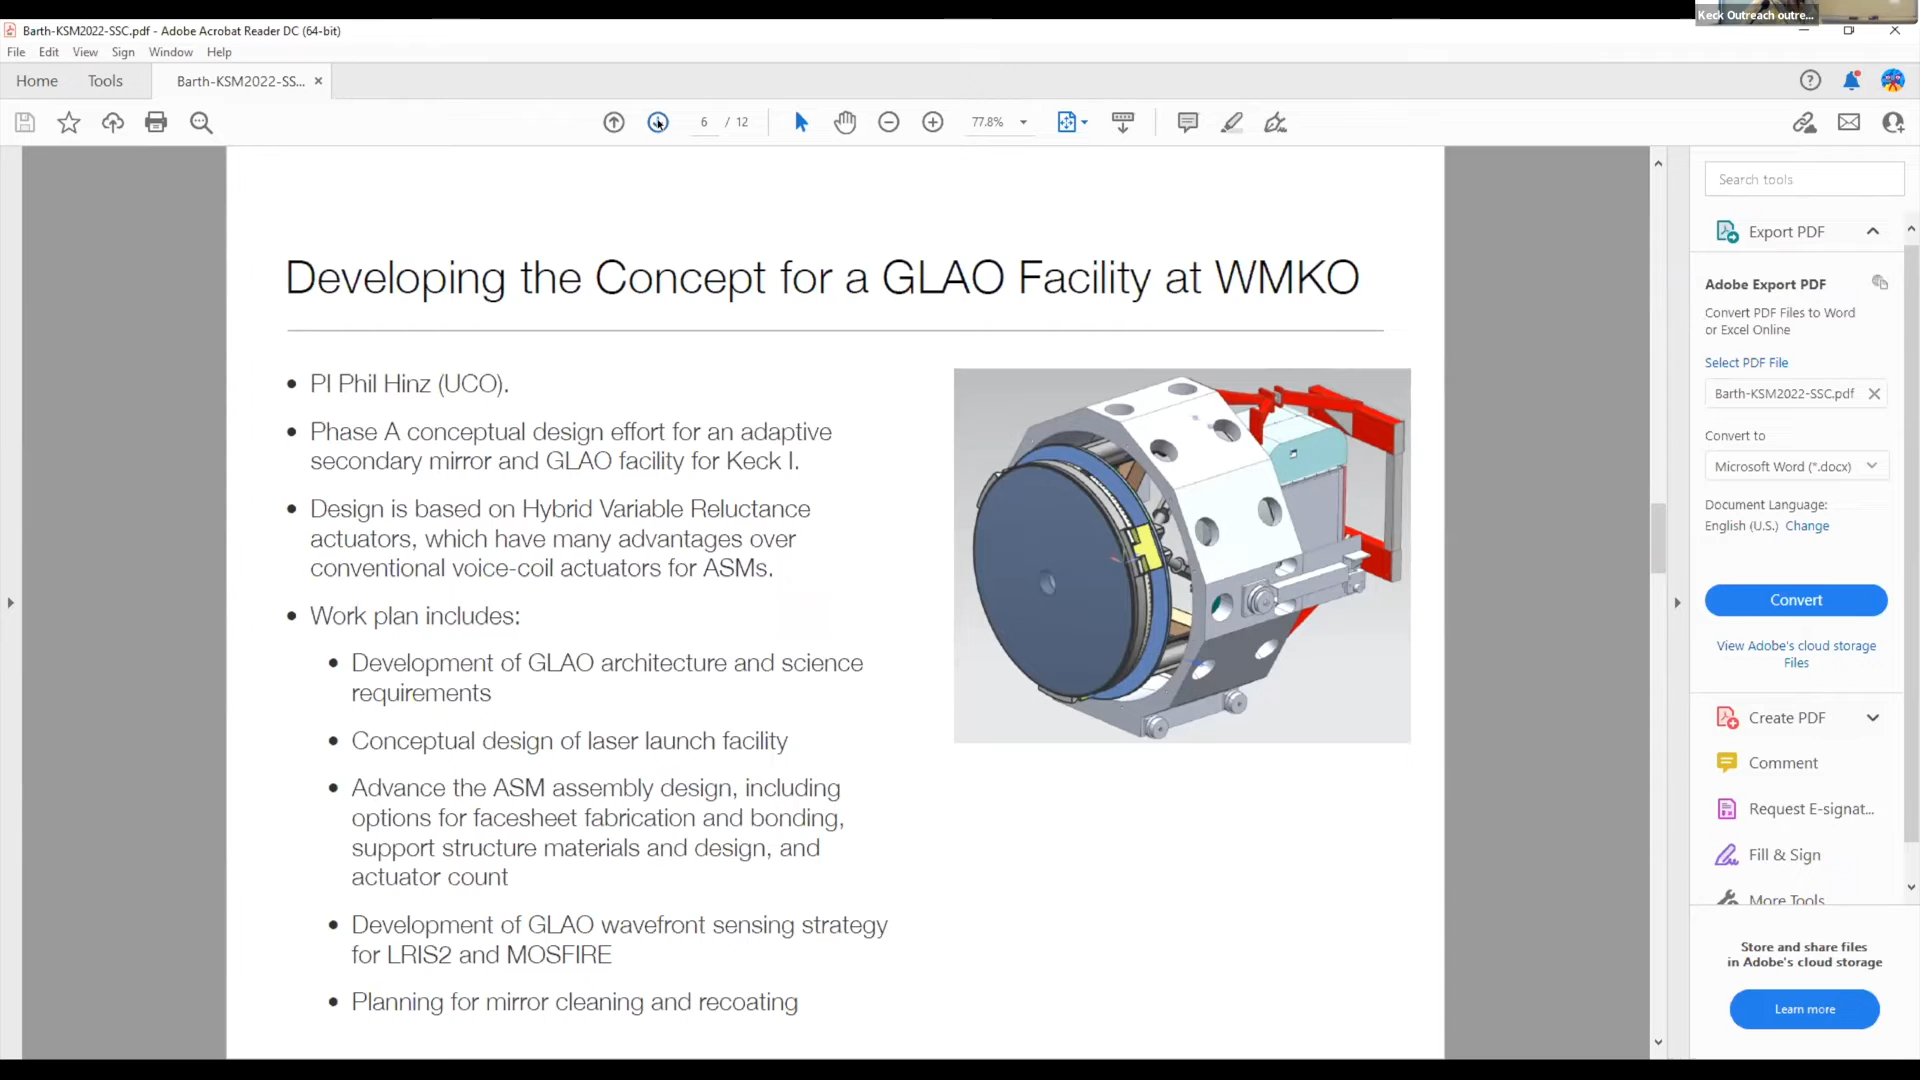 Keck Outreach outre...
Barth-KSM2022-SSC.pdf - Adobe Acrobat Reader DC (64-bit)
File Edit View Sign Window Help
Home Tools Barth-KSM2022-SS... ×
6 / 12 77.8%
Developing the Concept for a GLAO Facility at WMKO
• PI Phil Hinz (UCO).
• Phase A conceptual design effort for an adaptive
secondary mirror and GLAO facility for Keck I.
• Design is based on Hybrid Variable Reluctance
actuators, which have many advantages over
conventional voice-coil actuators for ASMs.
• Work plan includes:
• Development of GLAO architecture and science
requirements
• Conceptual design of laser launch facility
• Advance the ASM assembly design, including
options for facesheet fabrication and bonding,
support structure materials and design, and
actuator count
• Development of GLAO wavefront sensing strategy
for LRIS2 and MOSFIRE
• Planning for mirror cleaning and recoating
Search tools
Export PDF
Adobe Export PDF
Convert PDF Files to Word
or Excel Online
Select PDF File
Barth-KSM2022-SSC.pdf
Convert to
Microsoft Word (*.docx)
Document Language:
English (U.S.) Change
Convert
View Adobe's cloud storage
Files
Create PDF
Comment
Request E-signat...
Fill & Sign
More Tools
Store and share files
in Adobe's cloud storage
Learn more